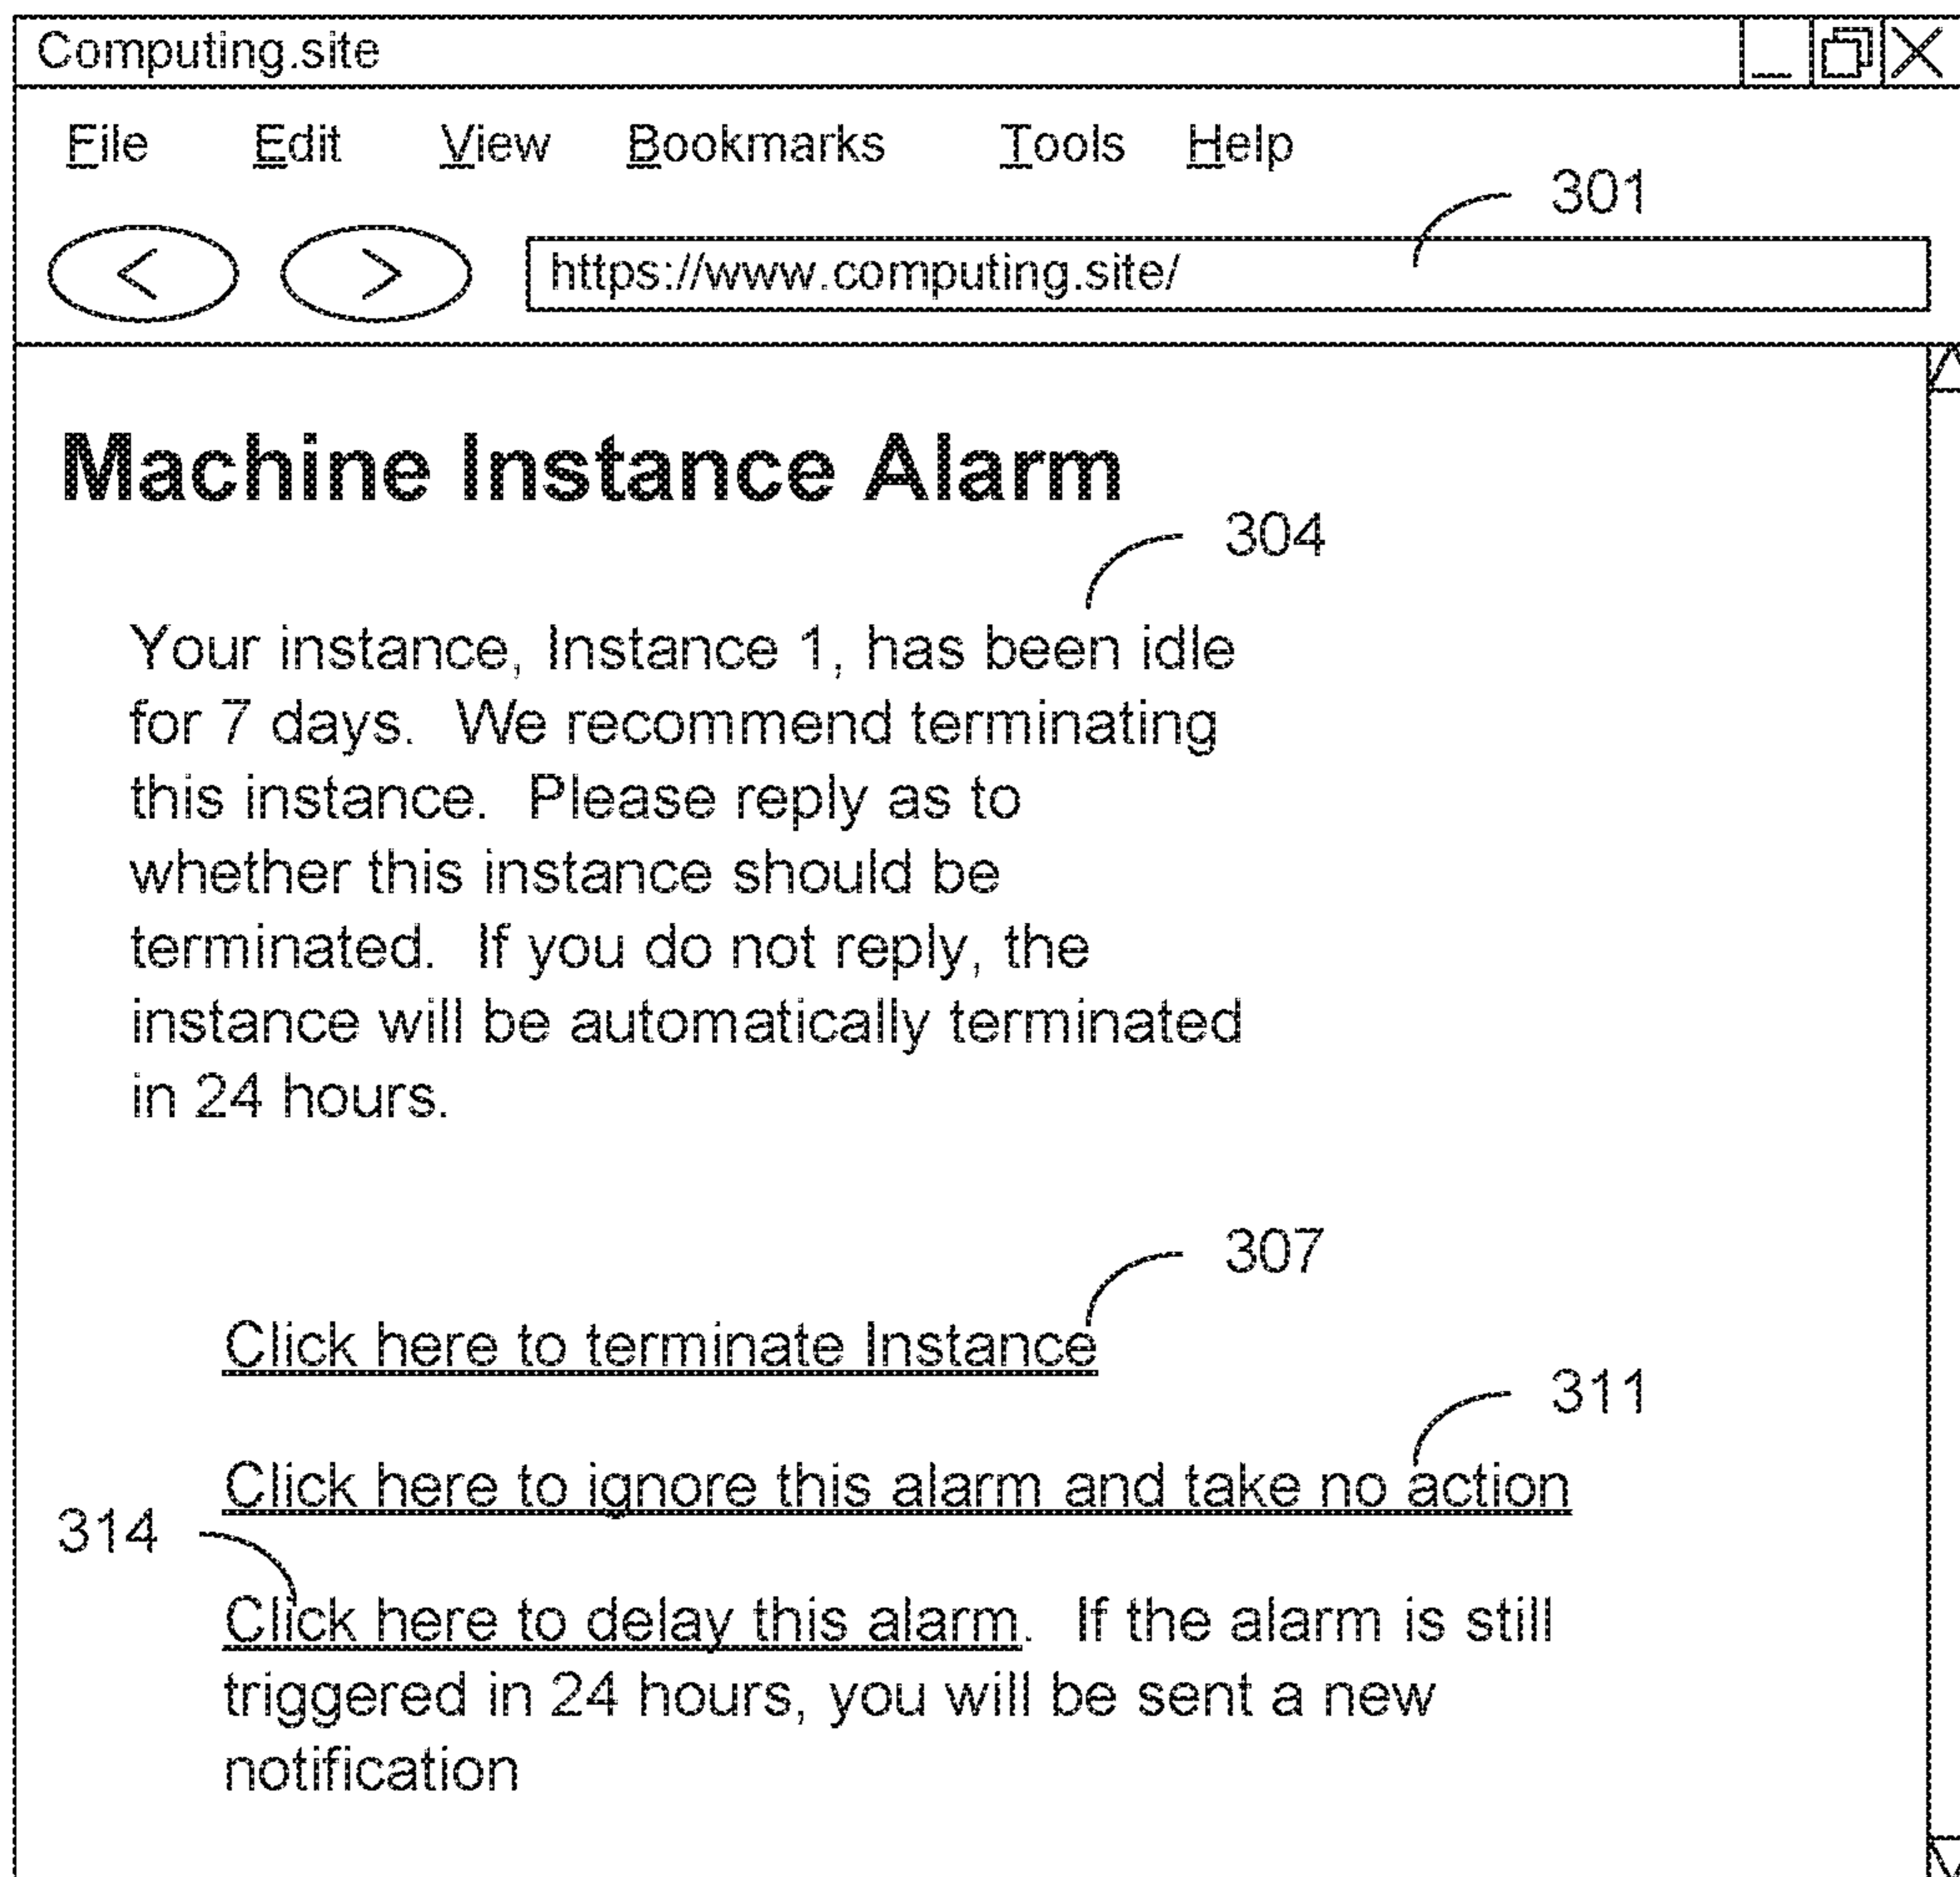 Computing.site
File Edit View Bookmarks Tools Help
301
https://www.computing.site/
Machine Instance Alarm
304
Your instance, Instance 1, has been idle
for 7 days. We recommend terminating
this instance. Please reply as to
whether this instance should be
terminated. If you do not reply, the
instance will be automatically terminated
in 24 hours.
307
Click here to terminate Instance
311
Click here to ignore this alarm and take no action
314
Click here to delay this alarm. If the alarm is still
triggered in 24 hours, you will be sent a new
notification